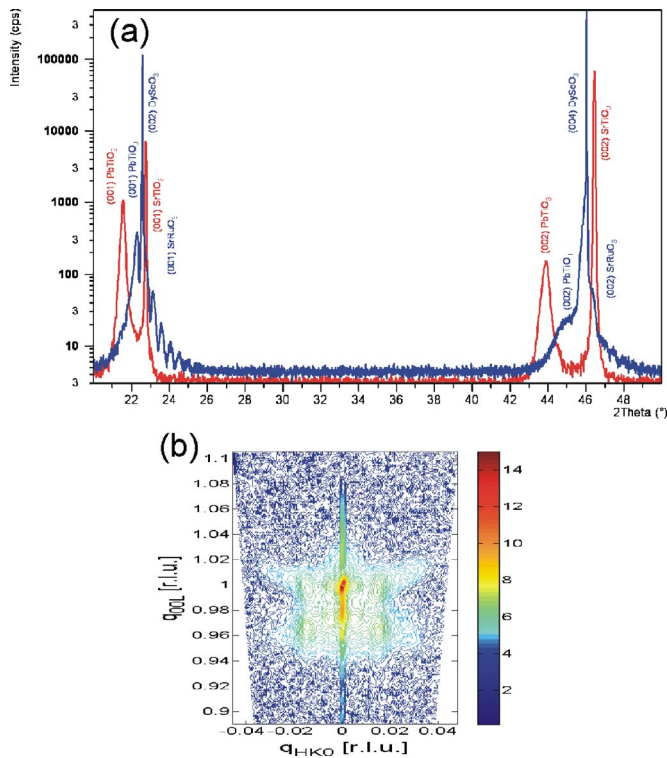 Intensity (cps)
(a)
3
100000
3
10000
3
1000
3
100
3
10
3
(001) PbTiO3
(001) PbTiO3
(002) DyScO3
(001) SrTiO3
(001) SrRuO3
(002) PbTiO3
(002) PbTiO3
(004) DyScO3
(002) SrTiO3
(002) SrRuO3
22 24 26 28 30 32 34 36 38 40 42 44 46 48
2Theta (°)
(b)
q00L [r.l.u.]
1.1
1.08
1.06
1.04
1.02
1
0.98
0.96
0.94
0.92
0.9
-0.04 -0.02 0 0.02 0.04
qHK0 [r.l.u.]
14
12
10
8
6
4
2